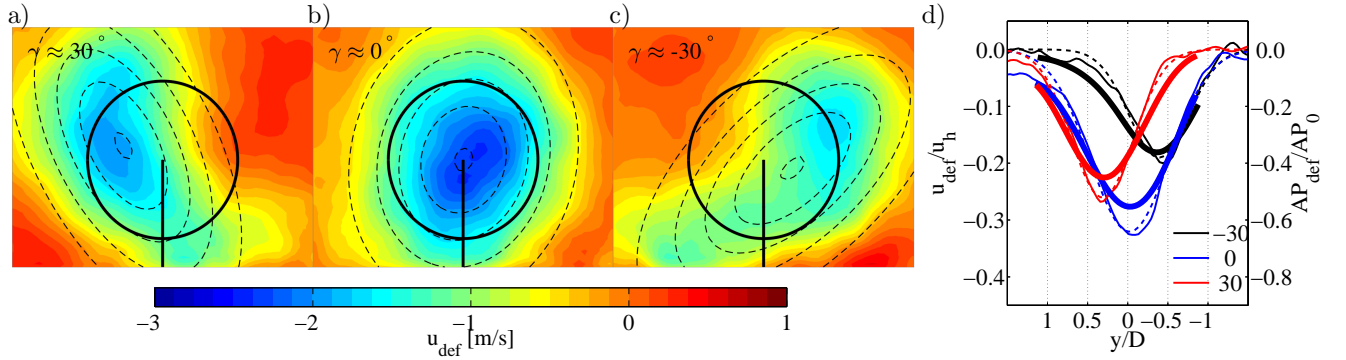 a)
b)
c)
d)
γ ≈ 30°
γ ≈ 0°
γ ≈ -30°
−3
−2
−1
0
1
u_def [m/s]
0.0
−0.1
−0.2
−0.3
−0.4
u_def/u_h
0.0
−0.2
−0.4
−0.6
−0.8
AP_def/AP_0
−30
0
30
1
0.5
0
−0.5
−1
y/D